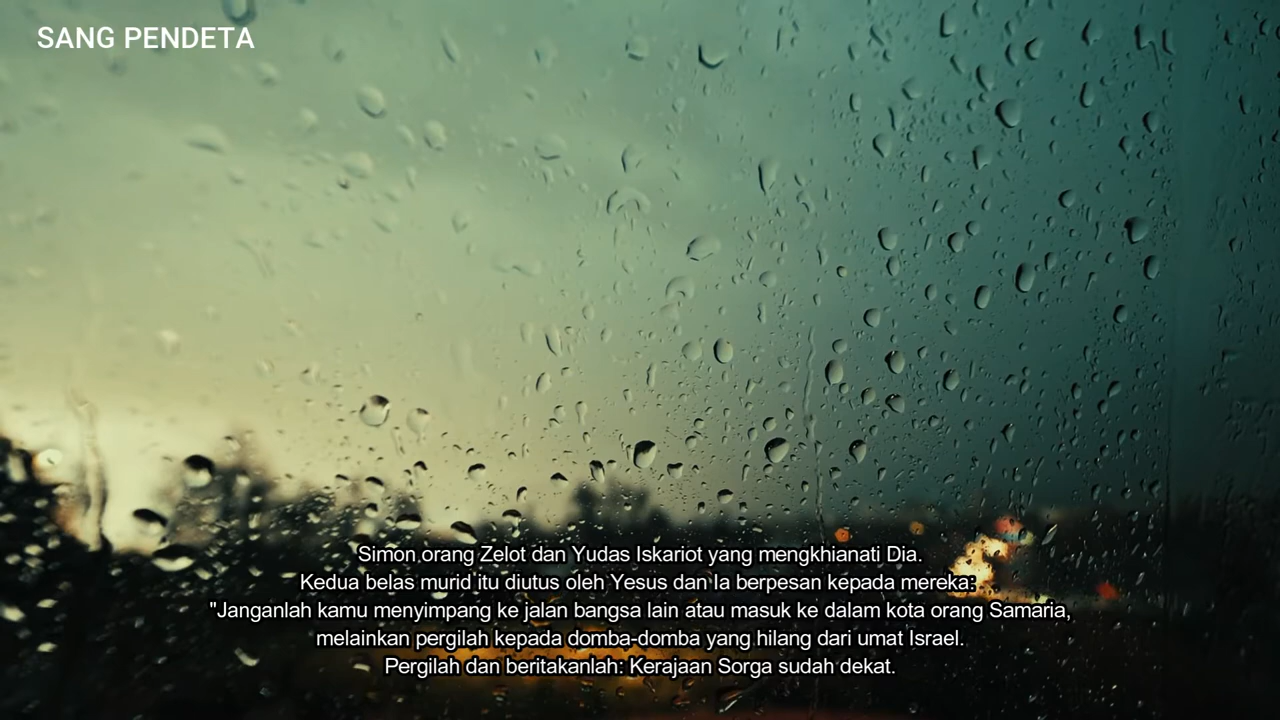 SANG PENDETA
Simon orang Zelot dan Yudas Iskariot yang mengkhianati Dia.
Kedua belas murid itu diutus oleh Yesus dan Ia berpesan kepada mereka:
"Janganlah kamu menyimpang ke jalan bangsa lain atau masuk ke dalam kota orang Samaria,
melainkan pergilah kepada domba-domba yang hilang dari umat Israel.
Pergilah dan beritakanlah: Kerajaan Sorga sudah dekat.